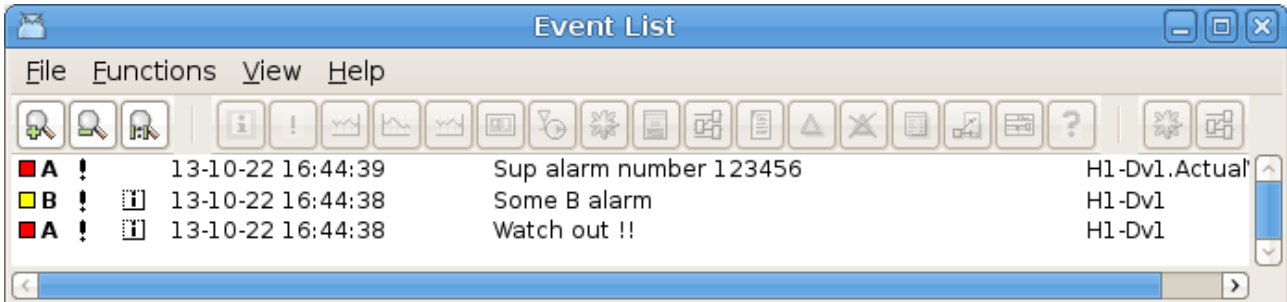 Event List
File Functions View Help
A ! 13-10-22 16:44:39 Sup alarm number 123456 H1-Dv1.Actual
B ! i 13-10-22 16:44:38 Some B alarm H1-Dv1
A ! i 13-10-22 16:44:38 Watch out !! H1-Dv1